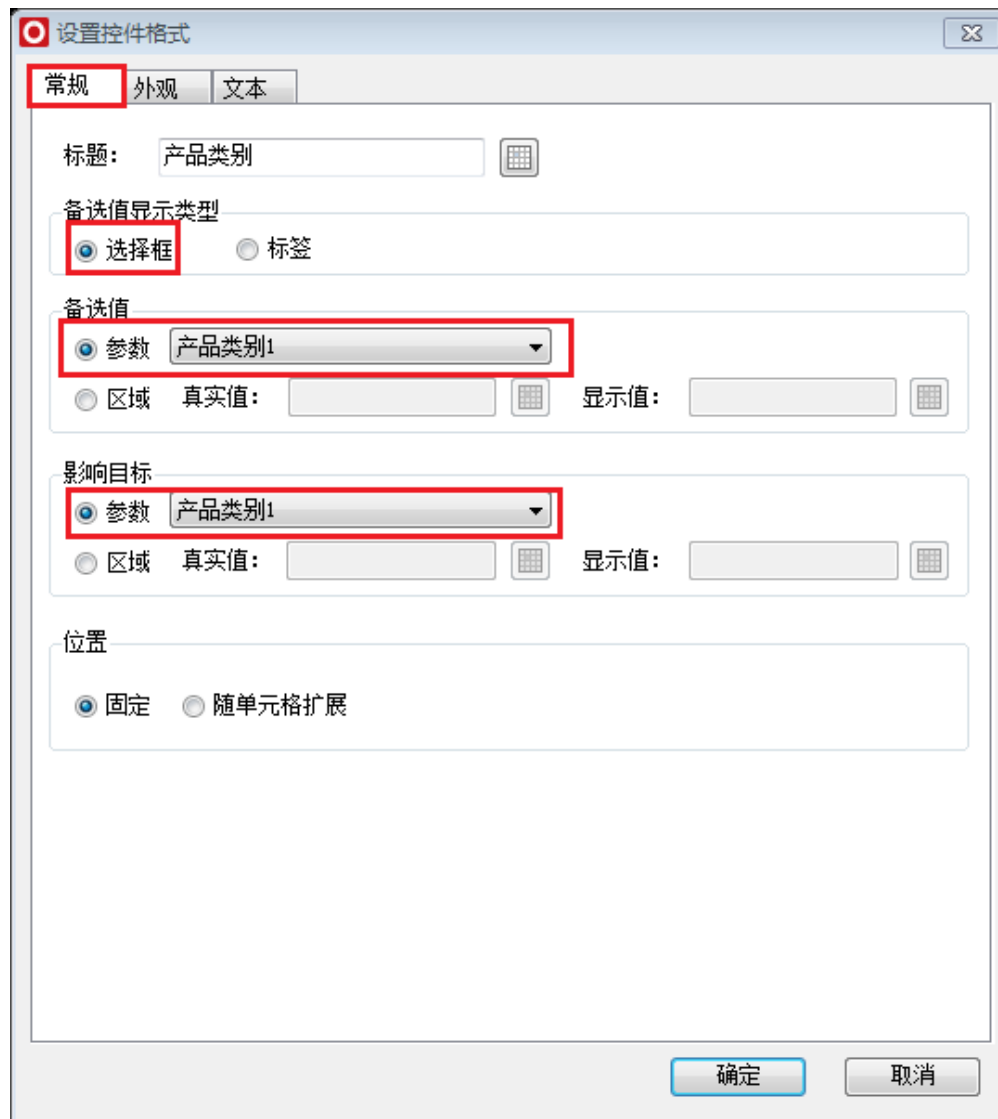 设置控件格式
常规 外观 文本
标题: 产品类别
备选值显示类型
选择框 标签
备选值
参数 产品类别1
区域 真实值: 显示值:
影响目标
参数 产品类别1
区域 真实值: 显示值:
位置
固定 随单元格扩展
确定 取消